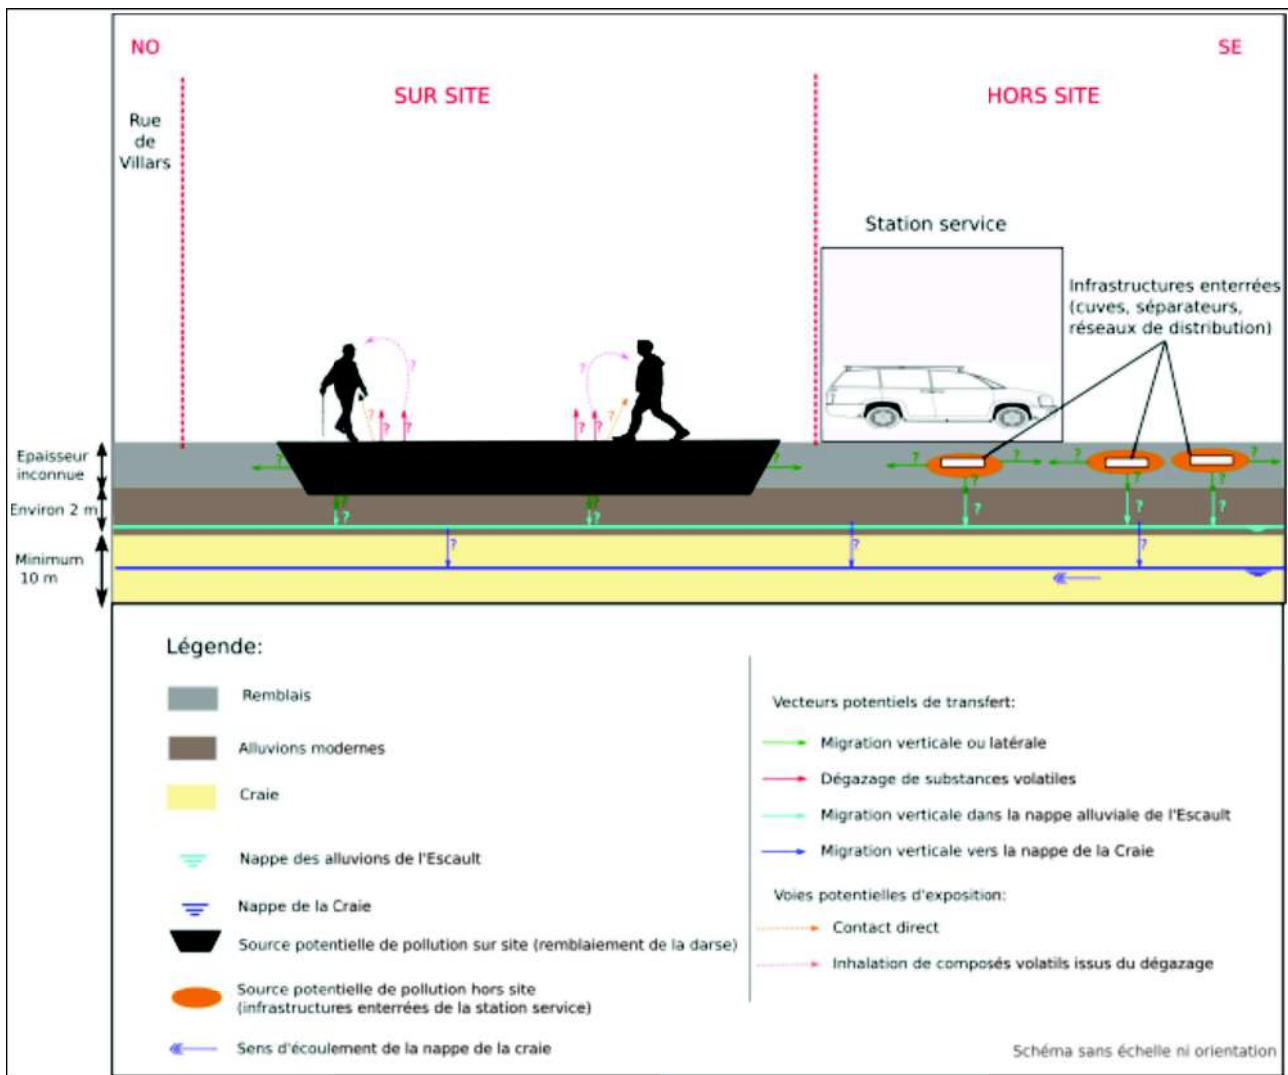 NO
SE
SUR SITE
HORS SITE
Rue
de
Villars
Station service
Infrastructures enterrées
(cuves, séparateurs,
réseaux de distribution)
? ? ? ?
? ? ? ? ?
Epaisseur
inconnue
? ? ? ? ? ? ?
? ? ? ? ?
Environ 2 m
? ? ? ? ?
Minimum
10 m
? ? ?
Légende:
Remblais
Alluvions modernes
Craie
Nappe des alluvions de l'Escault
Nappe de la Craie
Source potentielle de pollution sur site (remblaiement de la darse)
Source potentielle de pollution hors site
(infrastructures enterrées de la station service)
Sens d'écoulement de la nappe de la craie
Vecteurs potentiels de transfert:
Migration verticale ou latérale
Dégazage de substances volatiles
Migration verticale dans la nappe alluviale de l'Escault
Migration verticale vers la nappe de la Craie
Voies potentielles d'exposition:
Contact direct
Inhalation de composés volatils issus du dégazage
Schéma sans échelle ni orientation